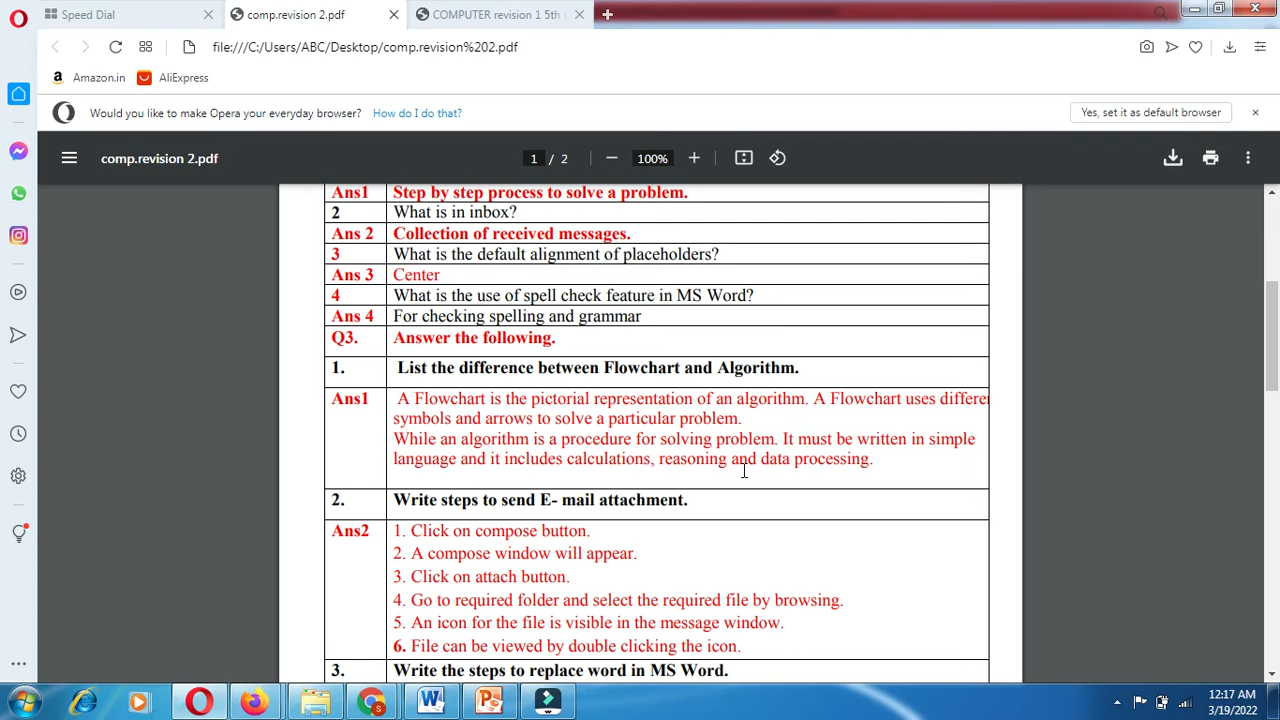 Speed Dial
comp.revision 2.pdf
COMPUTER revision 1 5th
file:///C:/Users/ABC/Desktop/comp.revision%202.pdf
Amazon.in
AliExpress
Would you like to make Opera your everyday browser? How do I do that?
Yes, set it as default browser
comp.revision 2.pdf
1 / 2
100%
Ans1 Step by step process to solve a problem.
2 What is in inbox?
Ans 2 Collection of received messages.
3 What is the default alignment of placeholders?
Ans 3 Center
4 What is the use of spell check feature in MS Word?
Ans 4 For checking spelling and grammar
Q3. Answer the following.
1. List the difference between Flowchart and Algorithm.
Ans1 A Flowchart is the pictorial representation of an algorithm. A Flowchart uses differe
symbols and arrows to solve a particular problem.
While an algorithm is a procedure for solving problem. It must be written in simple
language and it includes calculations, reasoning and data processing.
2. Write steps to send E- mail attachment.
Ans2 1. Click on compose button.
2. A compose window will appear.
3. Click on attach button.
4. Go to required folder and select the required file by browsing.
5. An icon for the file is visible in the message window.
6. File can be viewed by double clicking the icon.
3. Write the steps to replace word in MS Word.
12:17 AM
3/19/2022